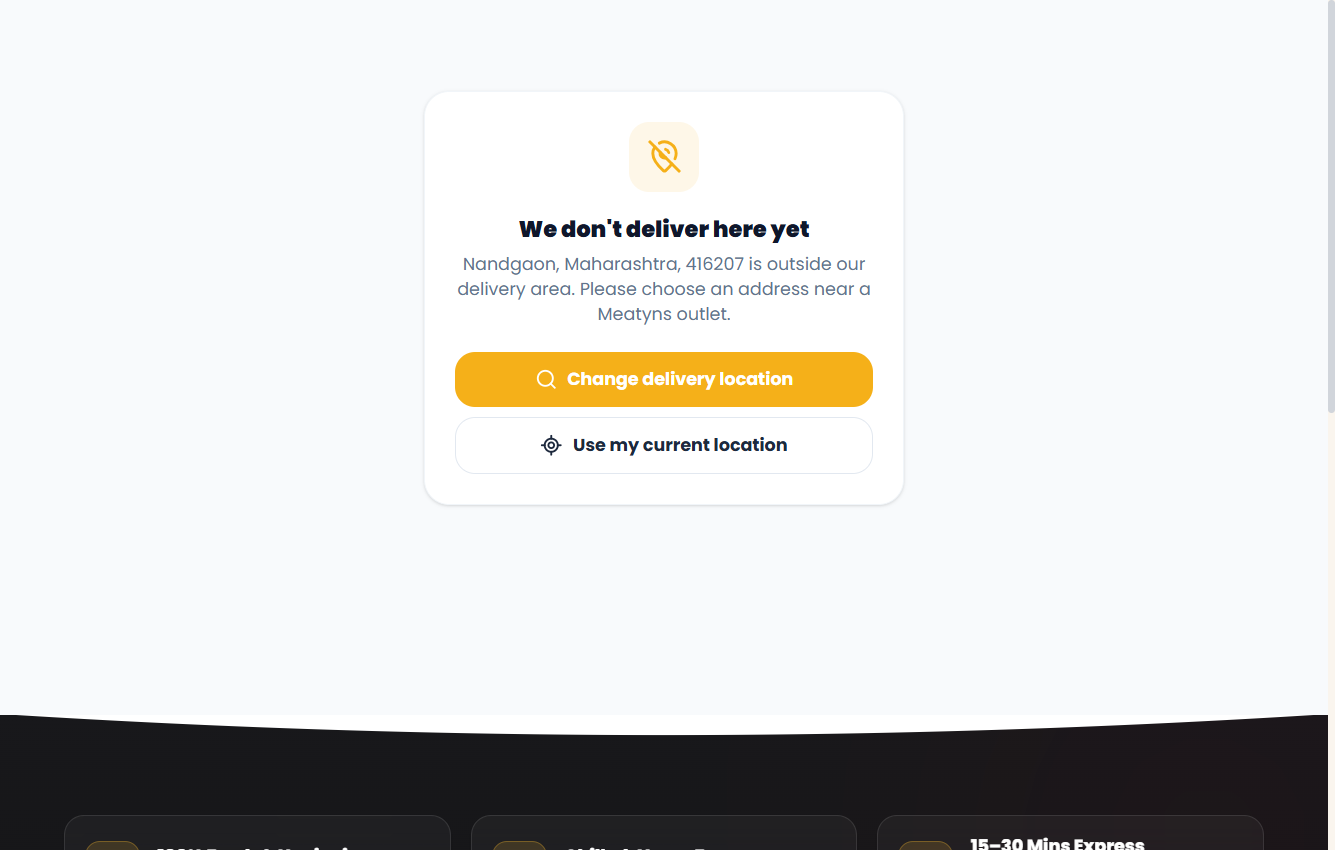 We don't deliver here yet
Nandgaon, Maharashtra, 416207 is outside our
delivery area. Please choose an address near a
Meatyns outlet.
Change delivery location
Use my current location
15–30 Mins Express